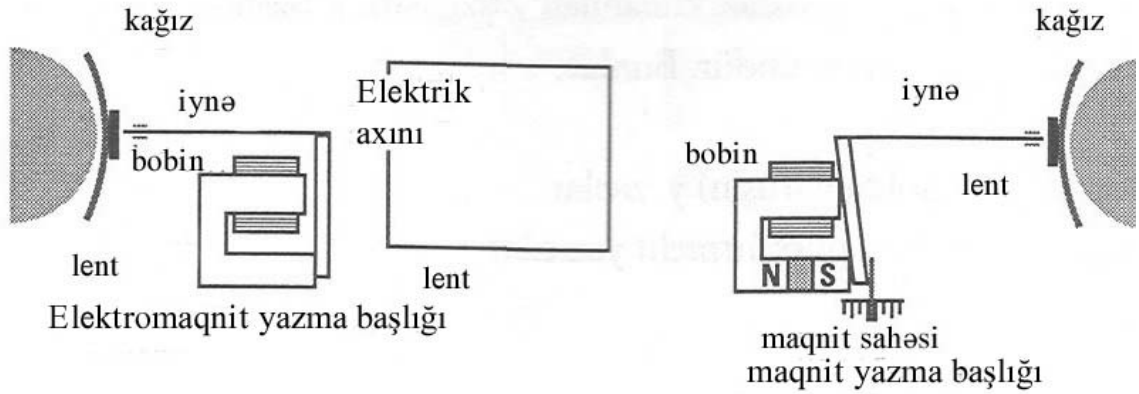 kağız
iynə
bobin
lent
Elektromaqnit yazma başlığı
Elektrik
axını
lent
kağız
iynə
bobin
lent
N S
maqnit sahəsi
maqnit yazma başlığı